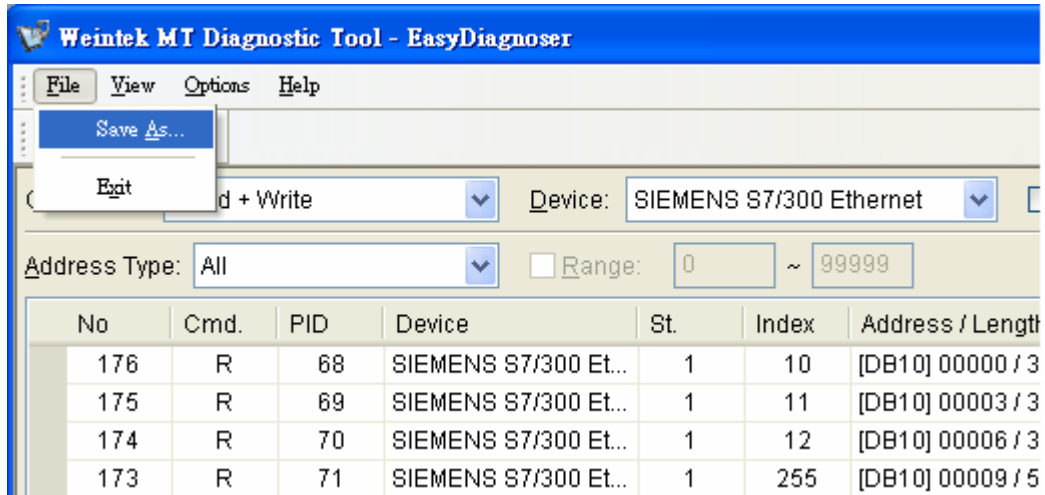 Weintek MT Diagnostic Tool - EasyDiagnoser
File View Options Help
Save As...
Exit
d + Write Device: SIEMENS S7/300 Ethernet
Address Type: All Range: 0 ~ 99999
No Cmd. PID Device St. Index Address / Length
176 R 68 SIEMENS S7/300 Et... 1 10 [DB10] 00000 / 3
175 R 69 SIEMENS S7/300 Et... 1 11 [DB10] 00003 / 3
174 R 70 SIEMENS S7/300 Et... 1 12 [DB10] 00006 / 3
173 R 71 SIEMENS S7/300 Et... 1 255 [DB10] 00009 / 5